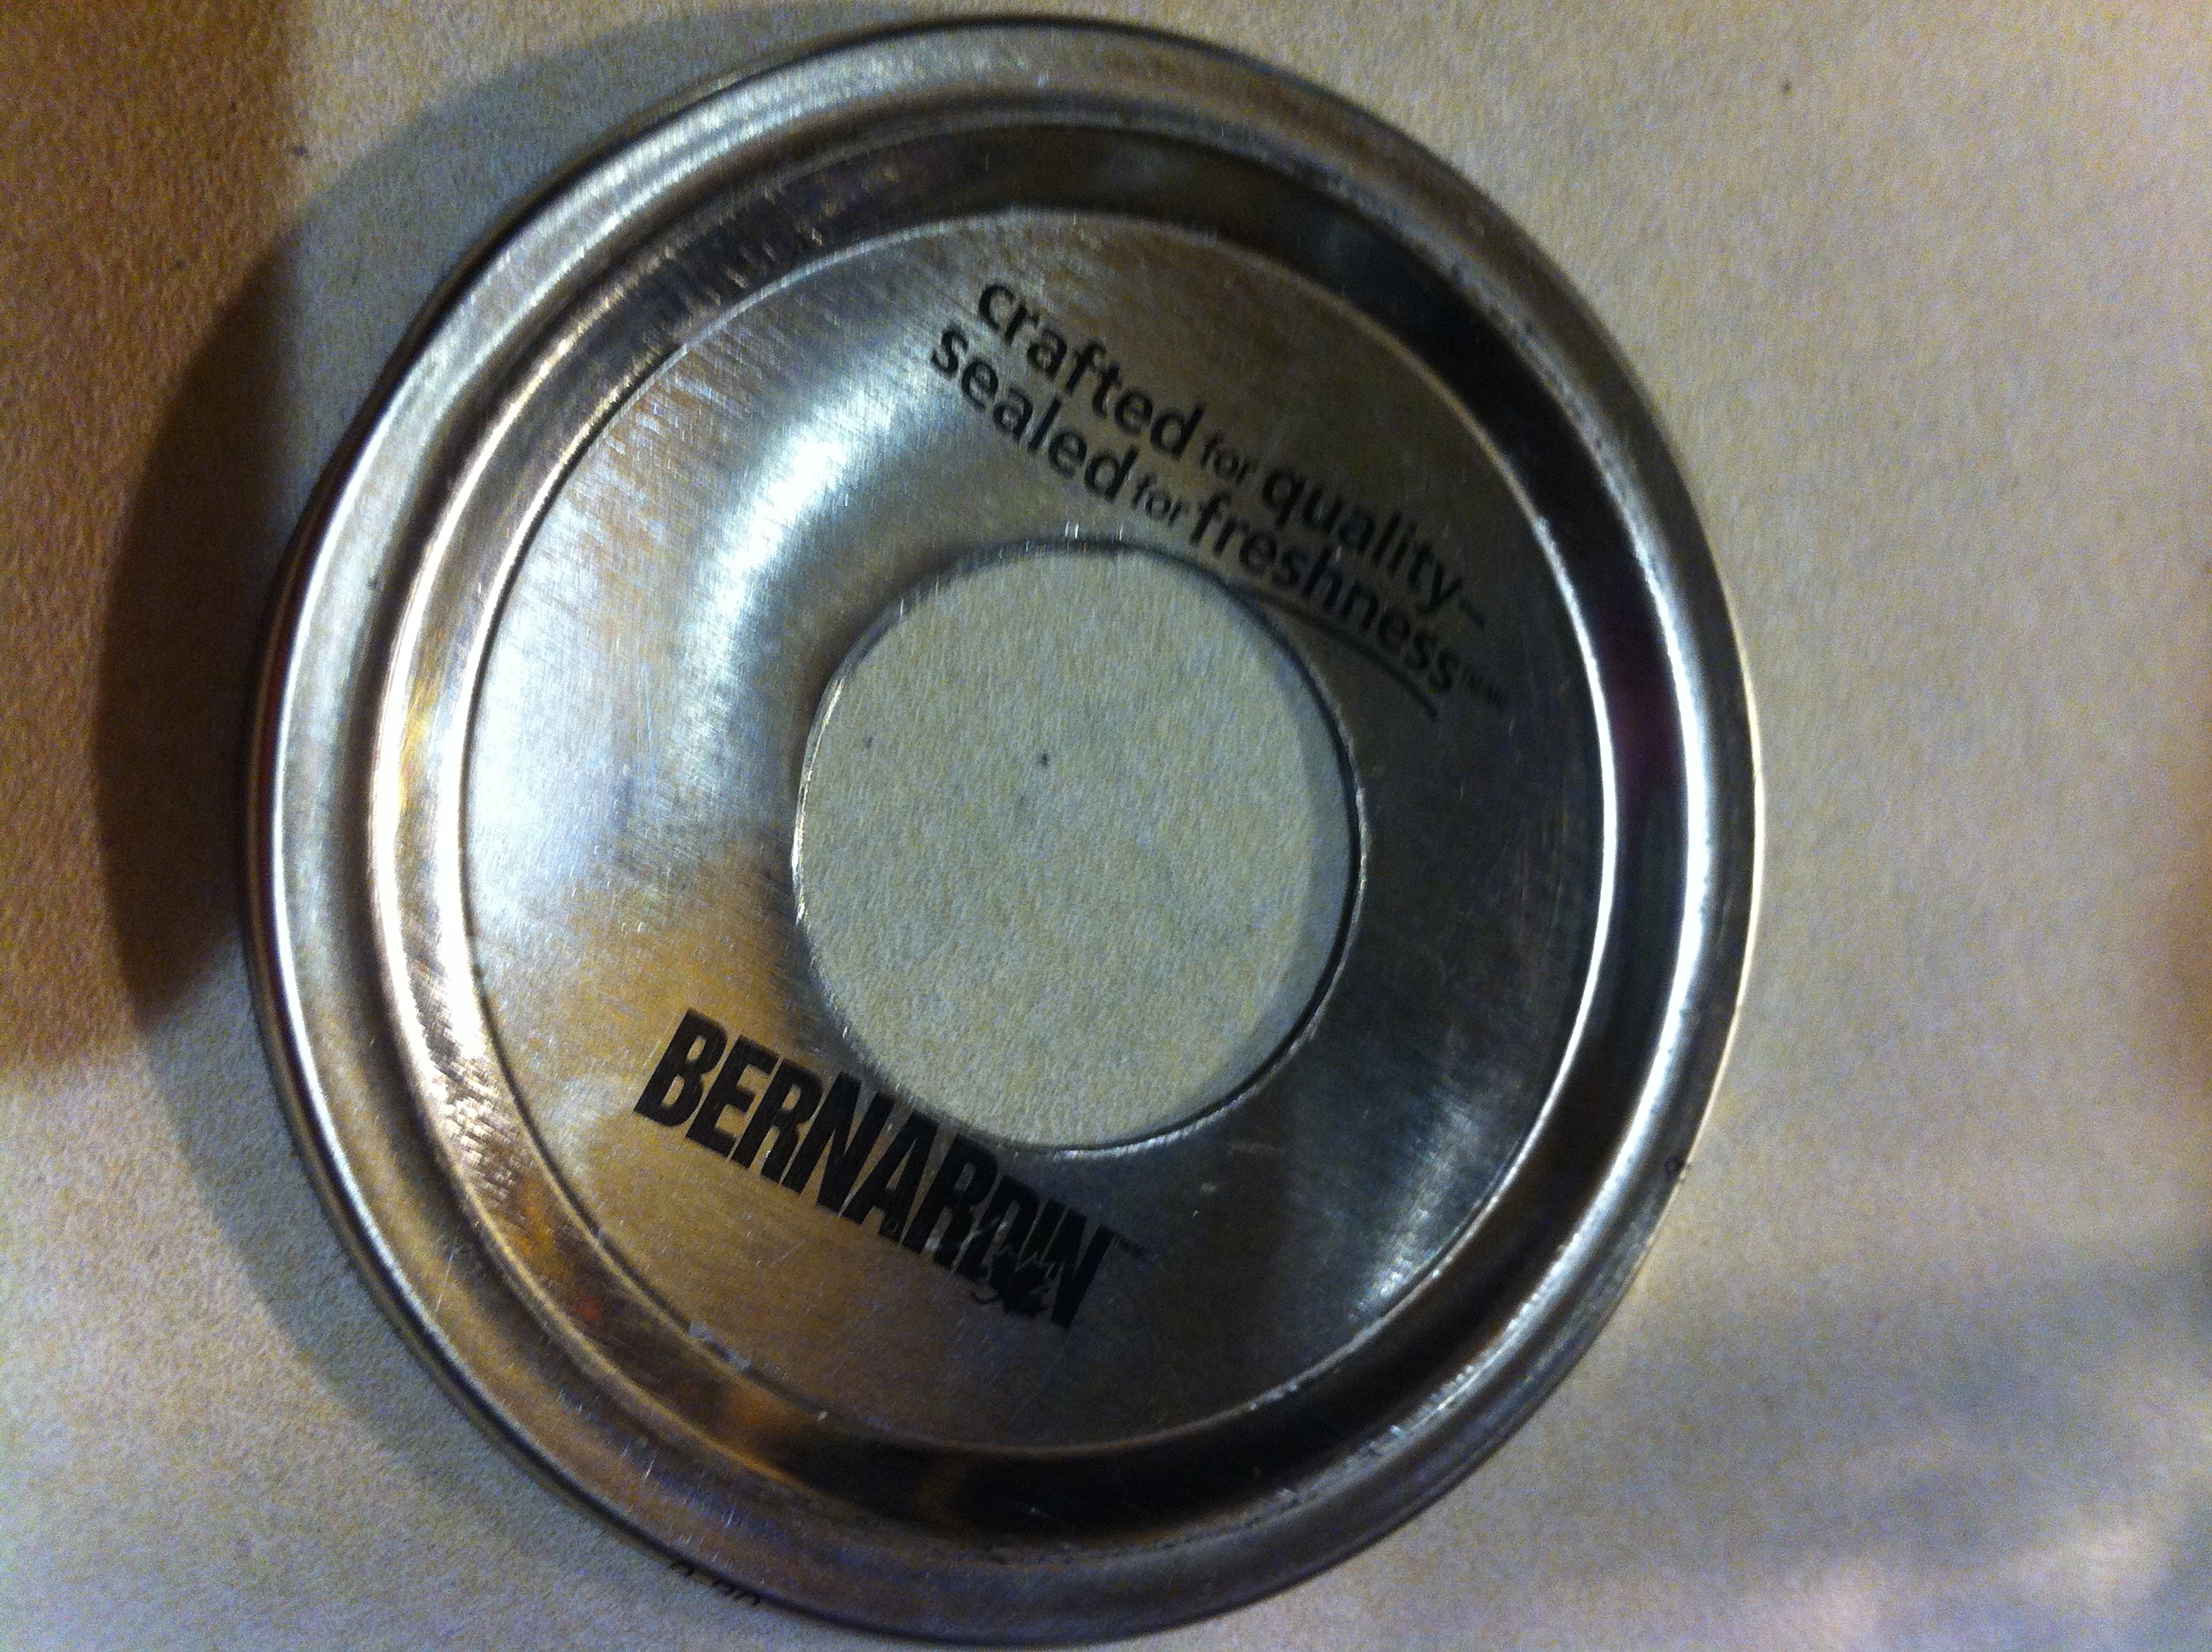 crafted for quality
sealed for freshness
BERNARDIN